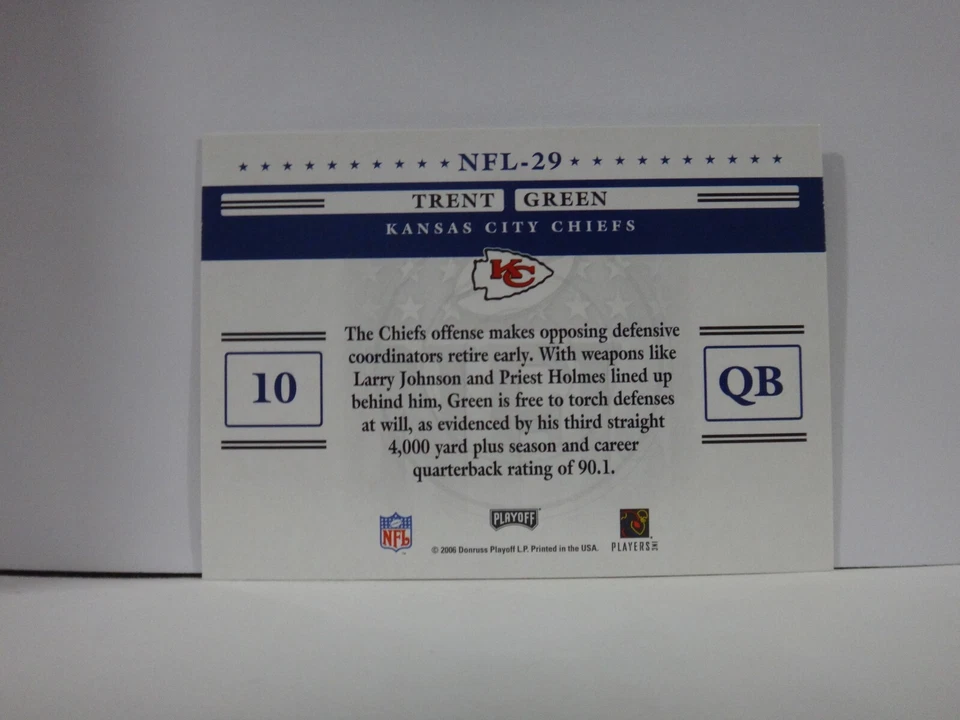 ★ ★ ★ ★ ★ ★ ★ ★ ★ ★ NFL-29 ★ ★ ★ ★ ★ ★ ★ ★ ★ ★
TRENT GREEN
KANSAS CITY CHIEFS
KC
The Chiefs offense makes opposing defensive
coordinators retire early. With weapons like
Larry Johnson and Priest Holmes lined up
behind him, Green is free to torch defenses
at will, as evidenced by his third straight
4,000 yard plus season and career
quarterback rating of 90.1.
10
QB
NFL
PLAYOFF
PLAYERS INC
© 2006 Donruss Playoff L.P. Printed in the USA.